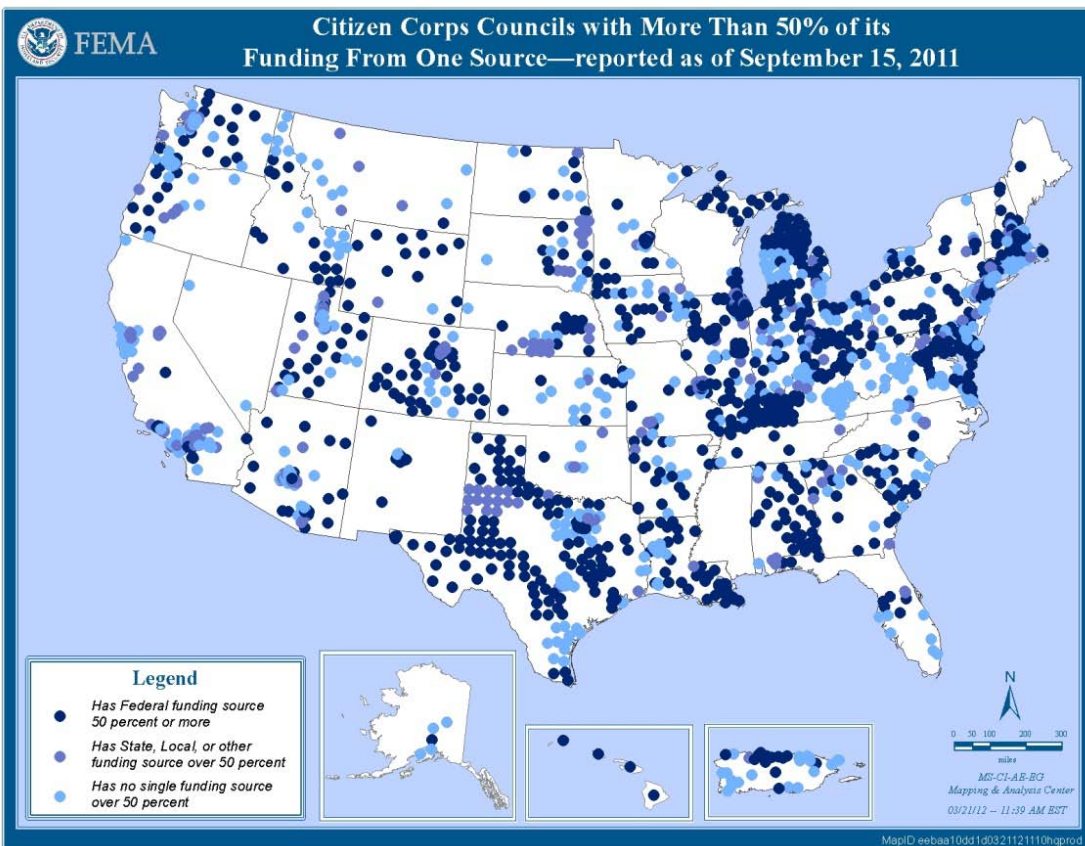 FEMA
Citizen Corps Councils with More Than 50% of its
Funding From One Source—reported as of September 15, 2011
Legend
Has Federal funding source
50 percent or more
Has State, Local, or other
funding source over 50 percent
Has no single funding source
over 50 percent
N
0 50 100 200 300
miles
MS-CI-AE-EG
Mapping & Analysis Center
03/21/12 -- 11:39 AM EST
MapID eebaa10dd1d0321121110hqprod